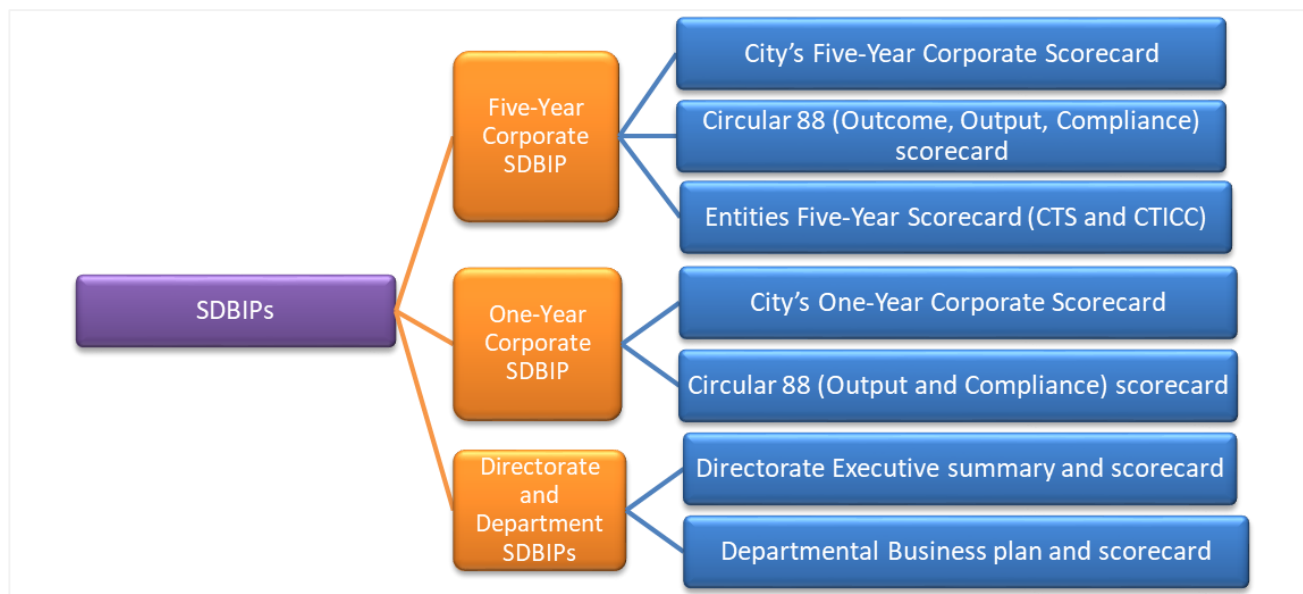 SDBIPs
Five-Year
Corporate
SDBIP
City's Five-Year Corporate Scorecard
Circular 88 (Outcome, Output, Compliance)
scorecard
Entities Five-Year Scorecard (CTS and CTICC)
One-Year
Corporate
SDBIP
City's One-Year Corporate Scorecard
Circular 88 (Output and Compliance) scorecard
Directorate
and
Department
SDBIPs
Directorate Executive summary and scorecard
Departmental Business plan and scorecard